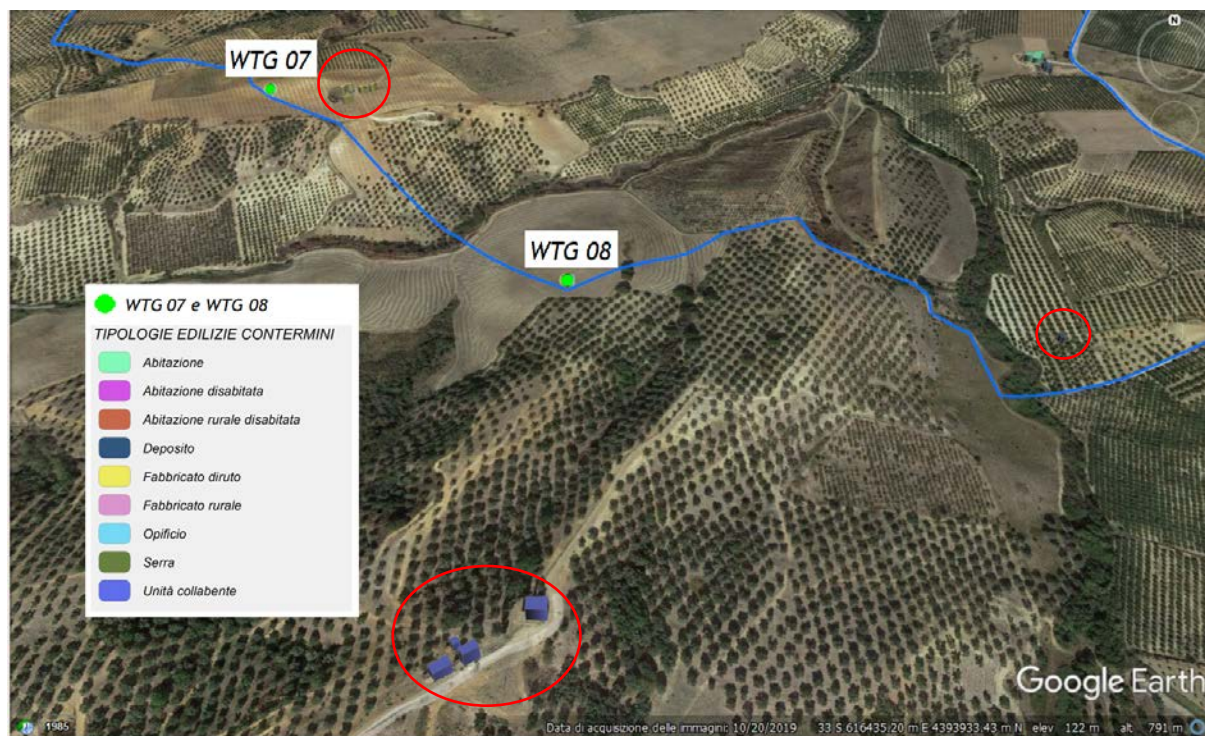 N
WTG 07
WTG 08
WTG 07 e WTG 08
TIPOLOGIE EDILIZIE CONTERMINI
Abitazione
Abitazione disabitata
Abitazione rurale disabitata
Deposito
Fabbricato diruto
Fabbricato rurale
Opificio
Serra
Unità collabente
Google Earth
1985
Data di acquisizione delle immagini: 10/20/2019 33 S 616435.20 m E 4393933.43 m N elev 122 m alt 791 m